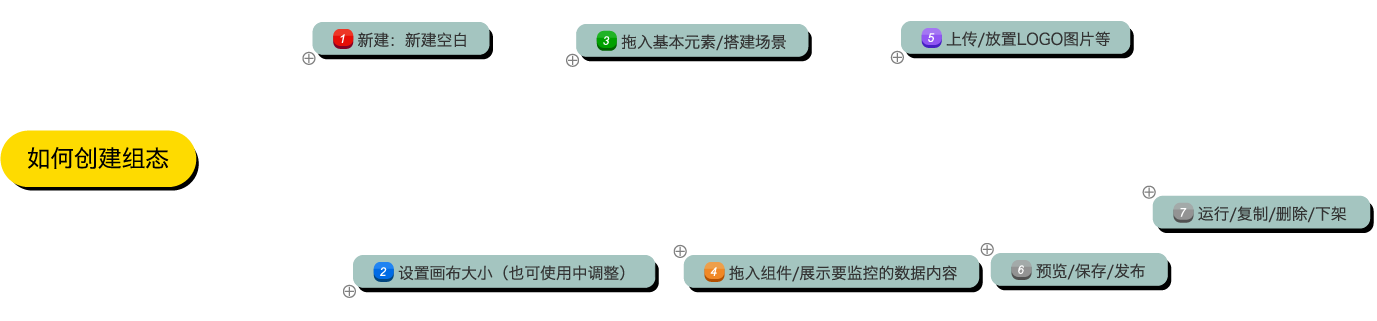 如何创建组态
1 新建：新建空白
2 设置画布大小（也可使用中调整）
3 拖入基本元素/搭建场景
4 拖入组件/展示要监控的数据内容
5 上传/放置LOGO图片等
6 预览/保存/发布
7 运行/复制/删除/下架